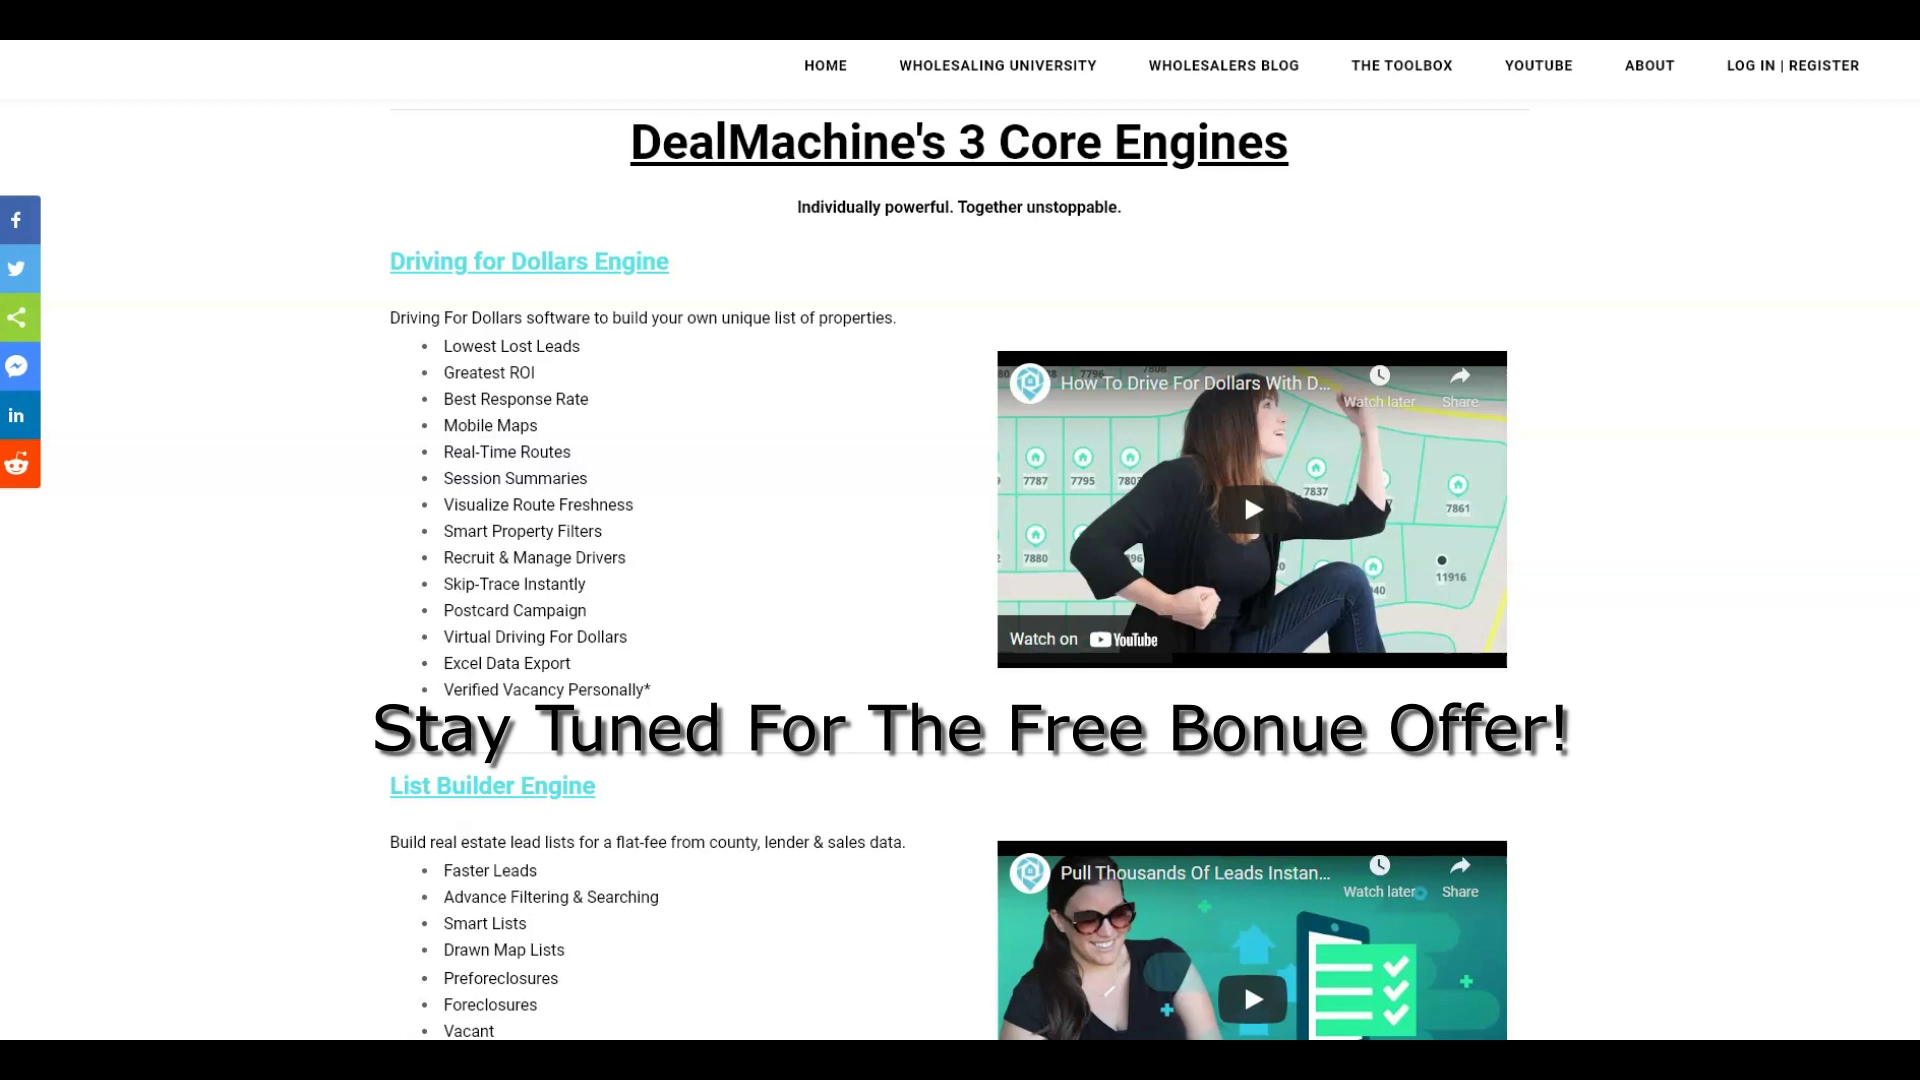 HOME WHOLESALING UNIVERSITY WHOLESALERS BLOG THE TOOLBOX YOUTUBE ABOUT LOG IN | REGISTER
DealMachine's 3 Core Engines
Individually powerful. Together unstoppable.
Driving for Dollars Engine
Driving For Dollars software to build your own unique list of properties.
• Lowest Lost Leads
• Greatest ROI
• Best Response Rate
• Mobile Maps
• Real-Time Routes
• Session Summaries
• Visualize Route Freshness
• Smart Property Filters
• Recruit & Manage Drivers
• Skip-Trace Instantly
• Postcard Campaign
• Virtual Driving For Dollars
• Excel Data Export
• Verified Vacancy Personally*
How To Drive For Dollars With D...
Watch later Share
7787 7795 7837 7861
7880 11916
Watch on YouTube
Stay Tuned For The Free Bonue Offer!
List Builder Engine
Build real estate lead lists for a flat-fee from county, lender & sales data.
• Faster Leads
• Advance Filtering & Searching
• Smart Lists
• Drawn Map Lists
• Preforeclosures
• Foreclosures
• Vacant
Pull Thousands Of Leads Instan...
Watch later Share